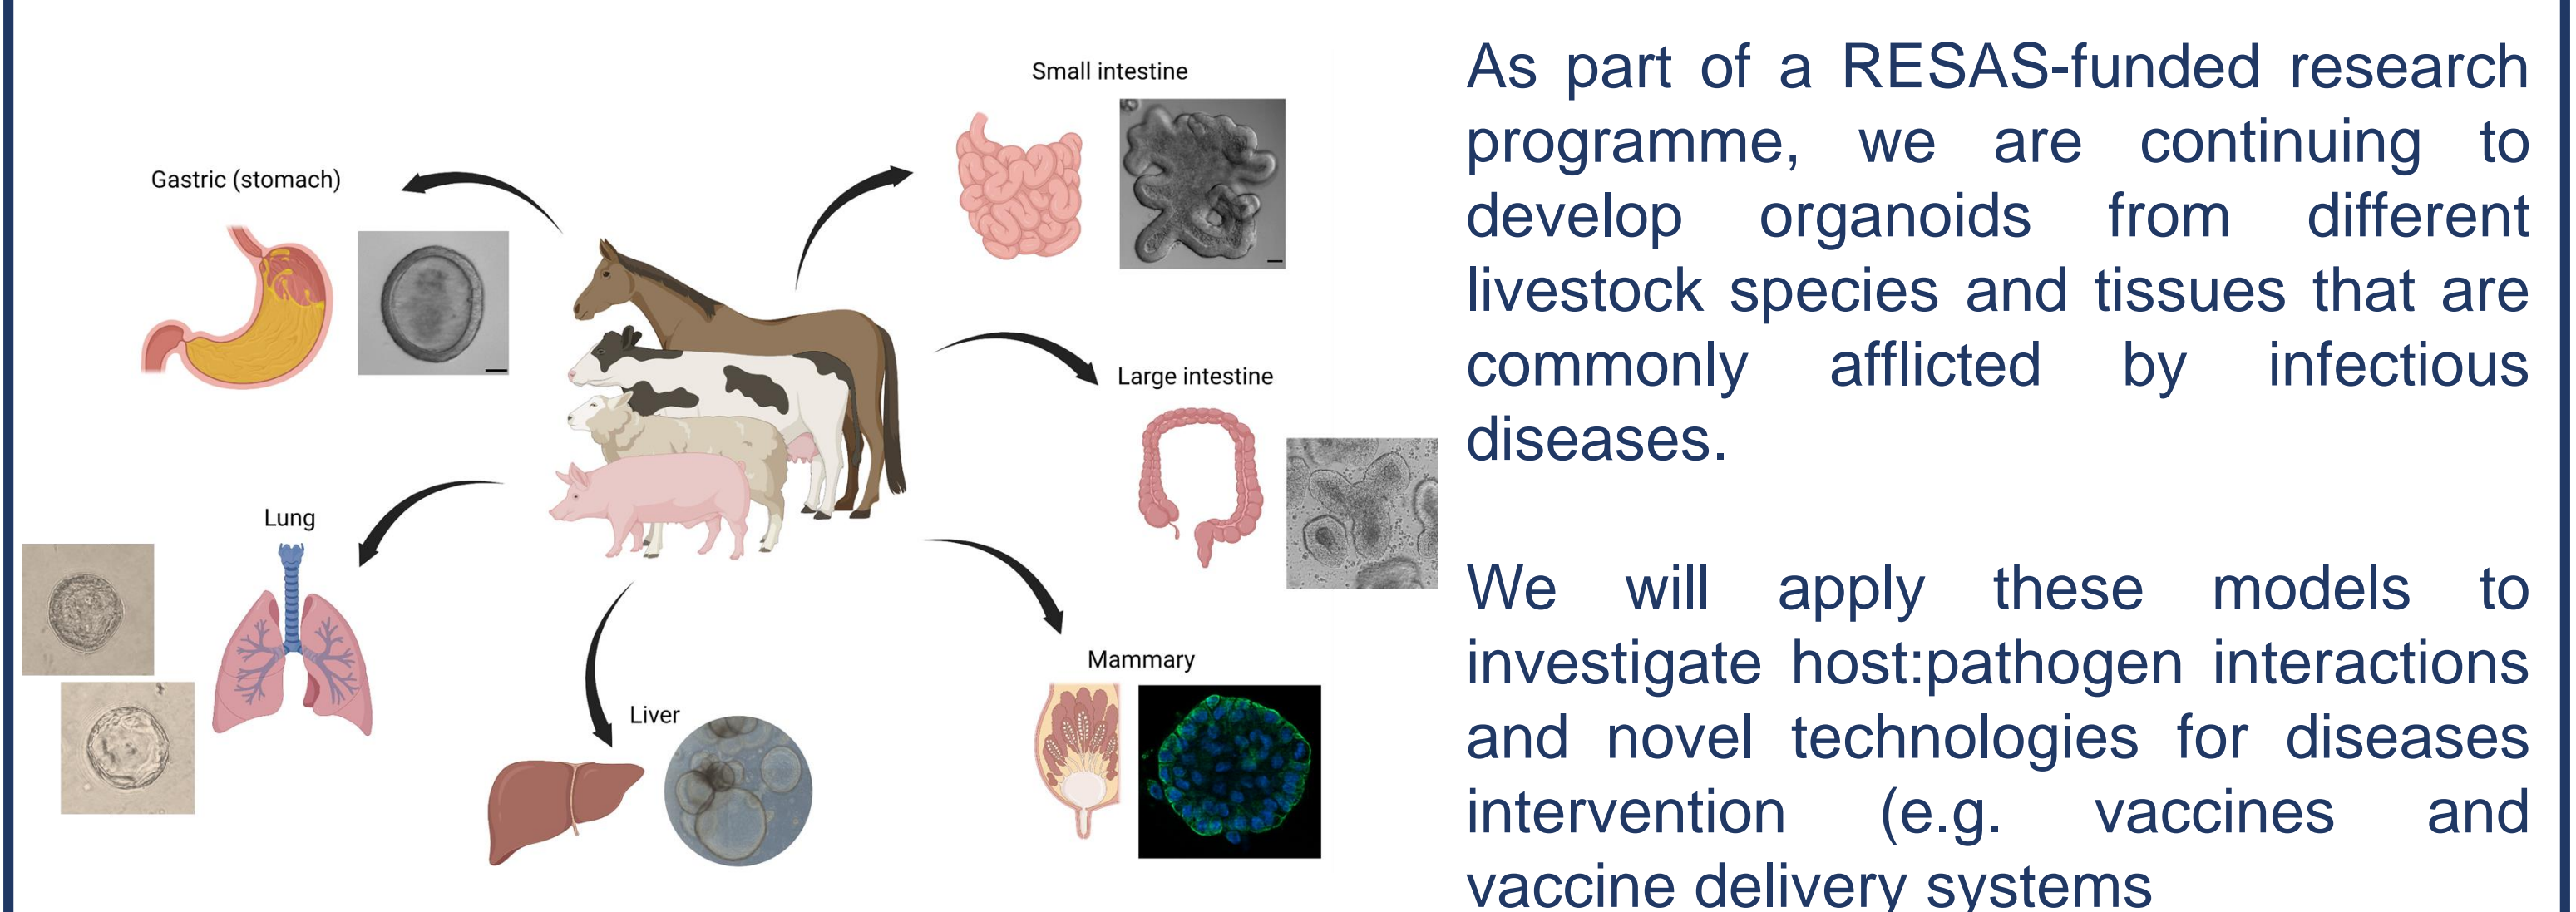 Small intestine
Gastric (stomach)
Large intestine
Lung
Mammary
Liver
As part of a RESAS-funded research
programme, we are continuing to
develop organoids from different
livestock species and tissues that are
commonly afflicted by infectious
diseases.
We will apply these models to
investigate host:pathogen interactions
and novel technologies for diseases
intervention (e.g. vaccines and
vaccine delivery systems